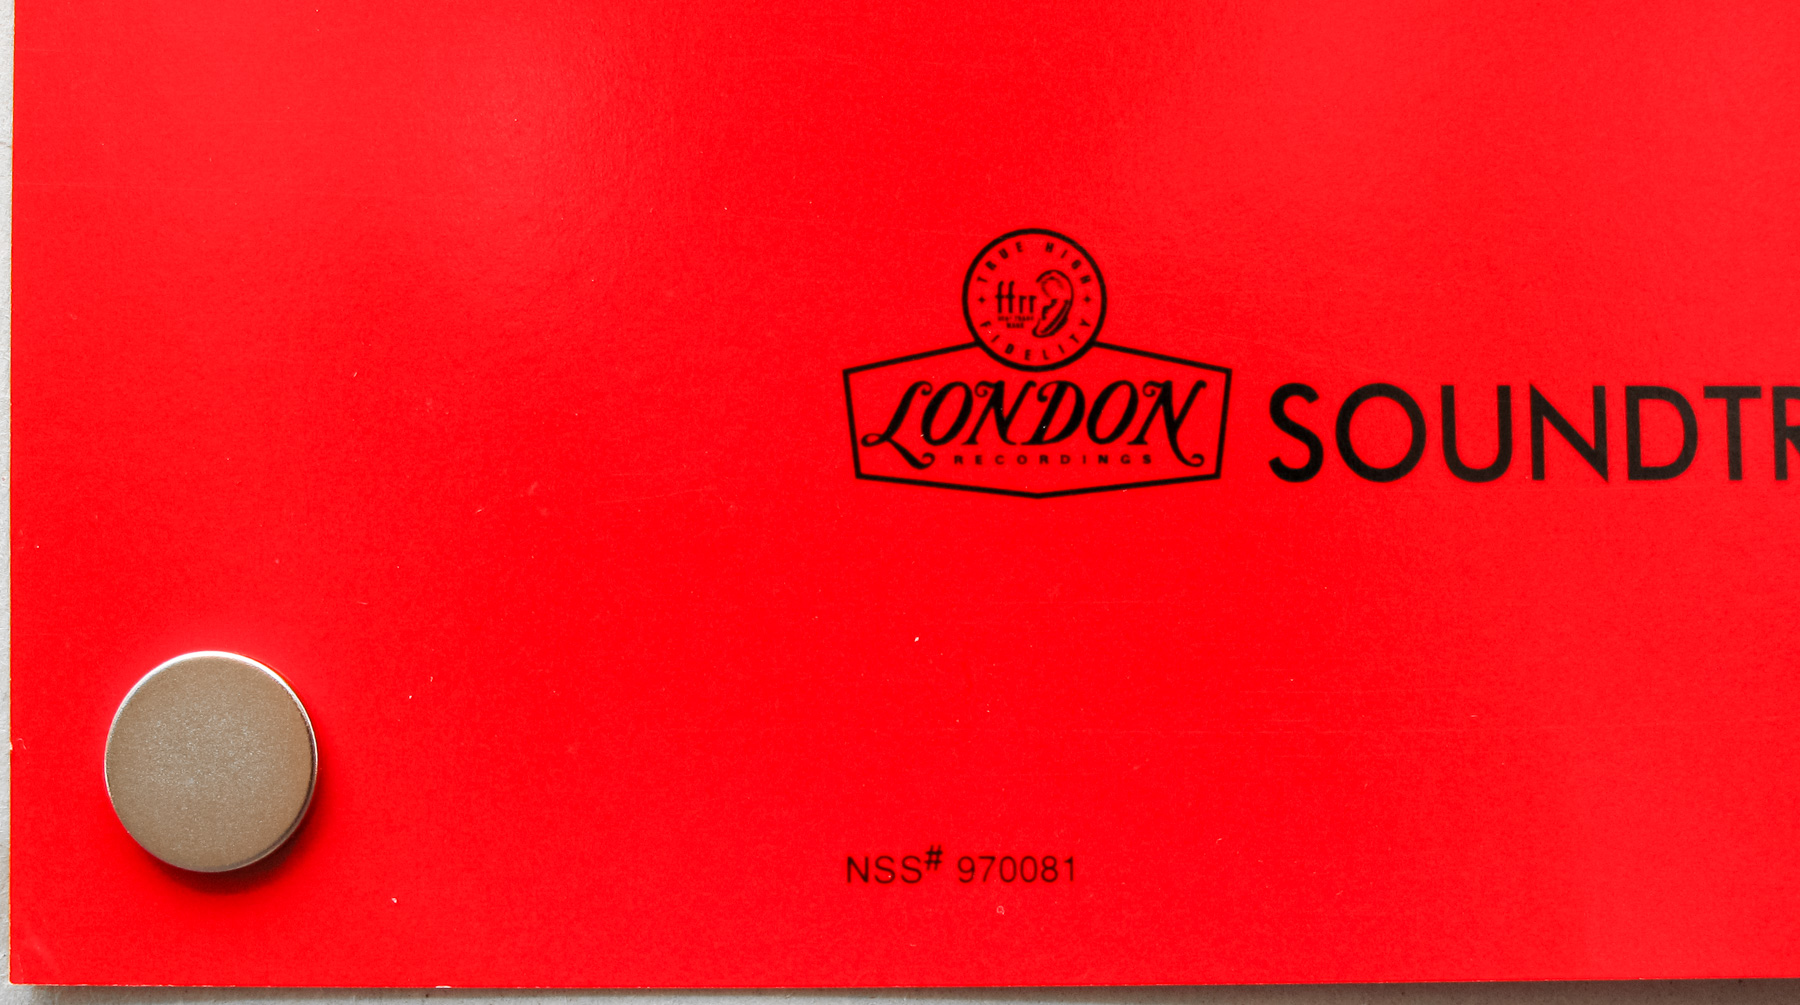 TRUE HIGH
ffrr
FIDELITY
LONDON SOUNDTR
RECORDINGS
NSS# 970081